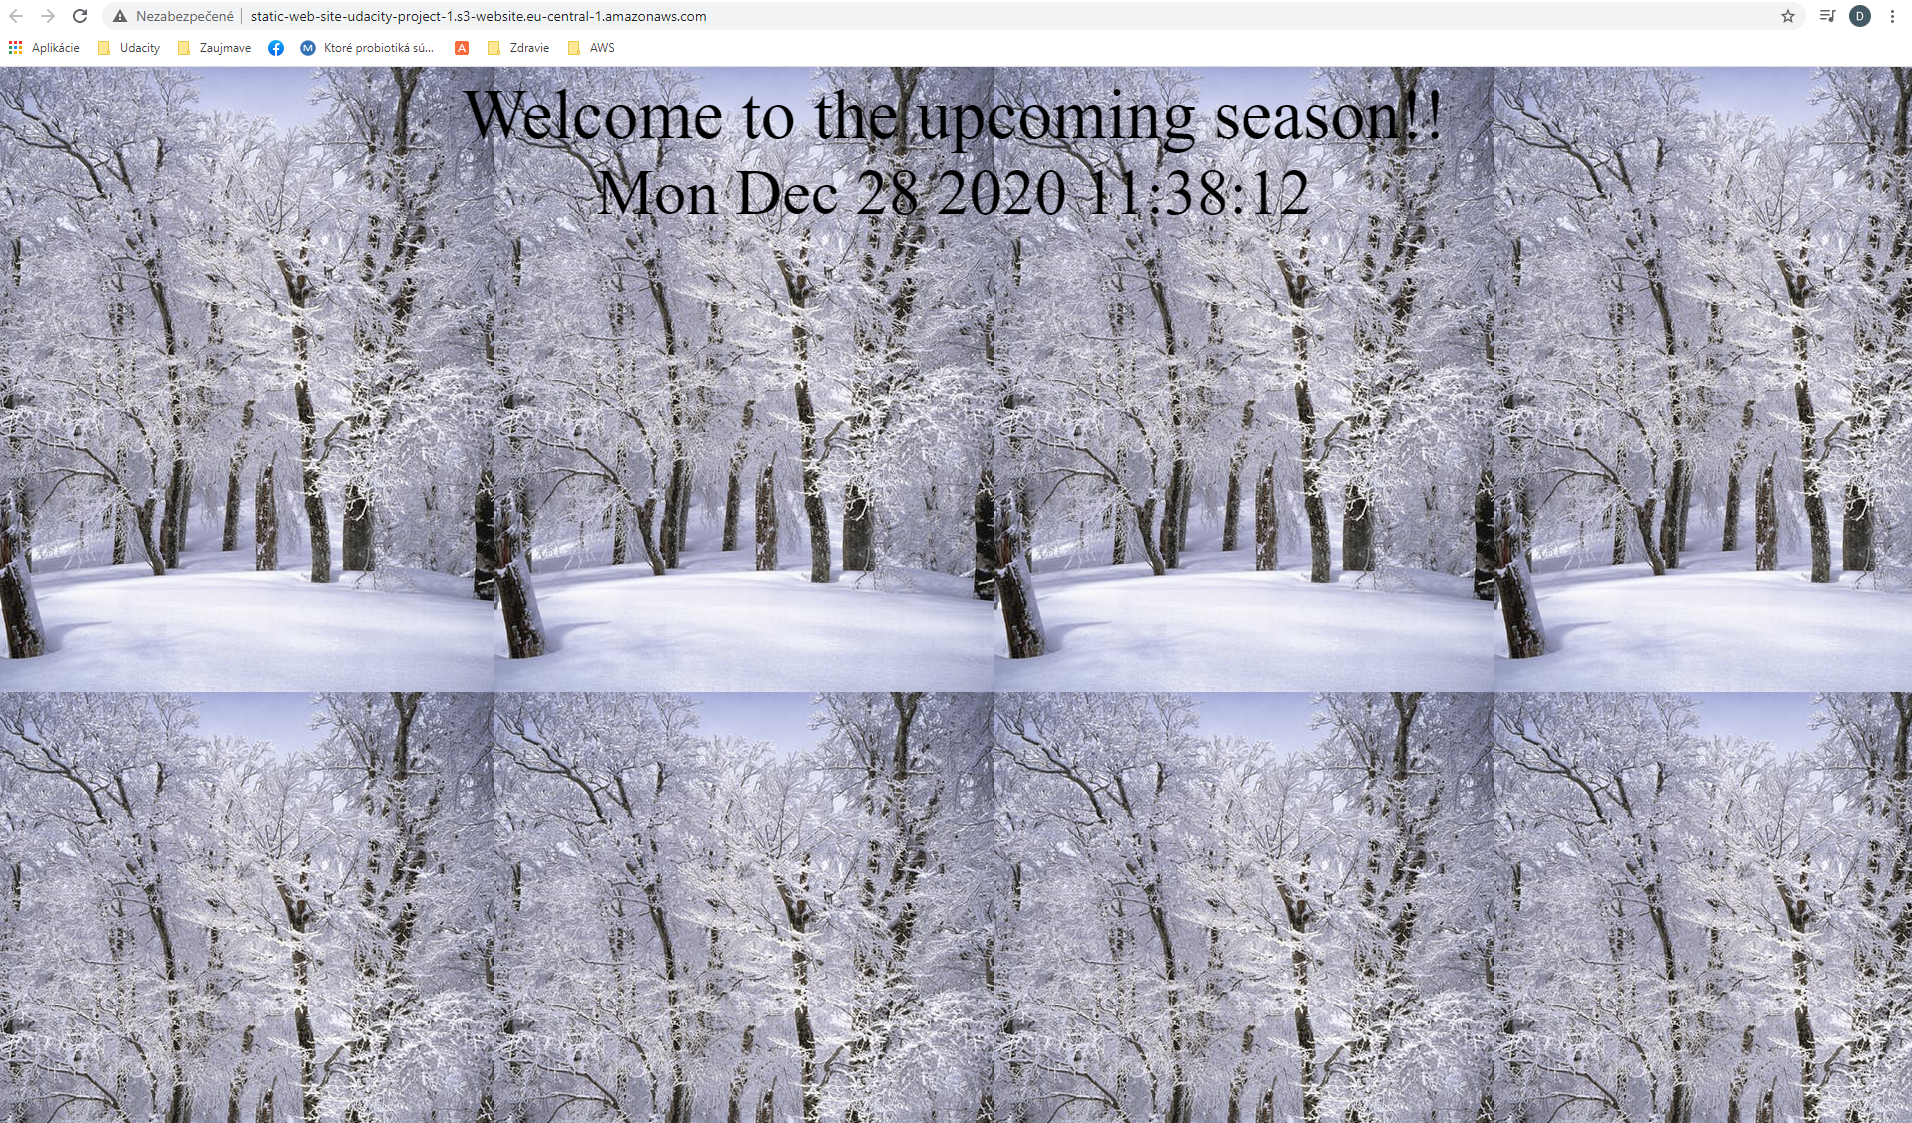 Nezabezpečené static-web-site-udacity-project-1.s3-website.eu-central-1.amazonaws.com D
Aplikácie Udacity Zaujmave M Ktoré probiotiká sú... A Zdravie AWS
Welcome to the upcoming season!!
Mon Dec 28 2020 11:38:12